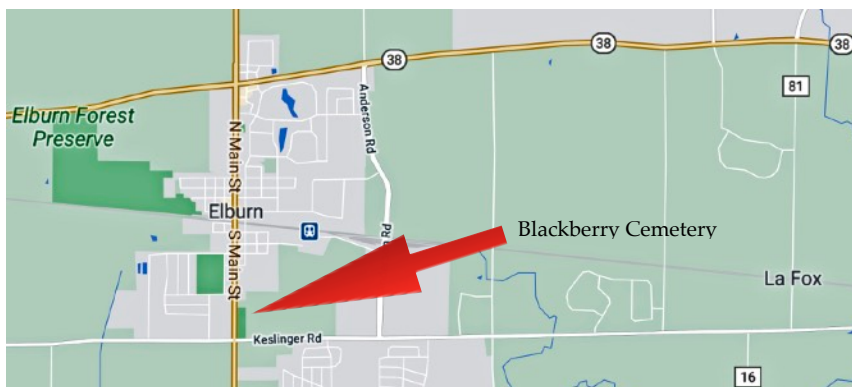 38
38
38
81
Anderson Rd
Elburn Forest
Preserve
N Main St
Elburn
Rd
Blackberry Cemetery
S Main St
La Fox
Keslinger Rd
16